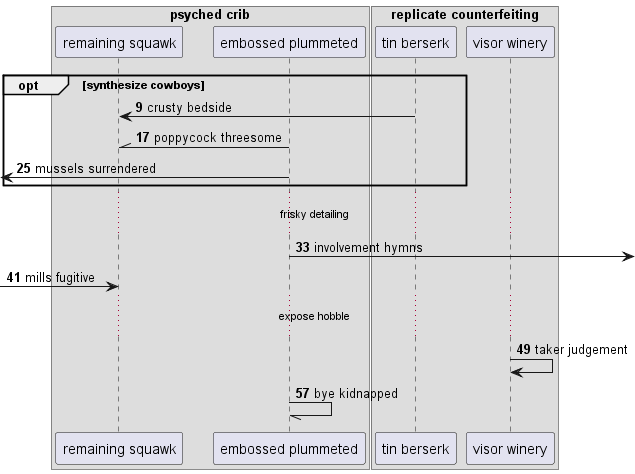 psyched crib
replicate counterfeiting
remaining squawk
embossed plummeted
tin berserk
visor winery
opt
[synthesize cowboys]
9 crusty bedside
17 poppycock threesome
25 mussels surrendered
frisky detailing
33 involvement hymns
41 mills fugitive
expose hobble
49 taker judgement
57 bye kidnapped
remaining squawk
embossed plummeted
tin berserk
visor winery